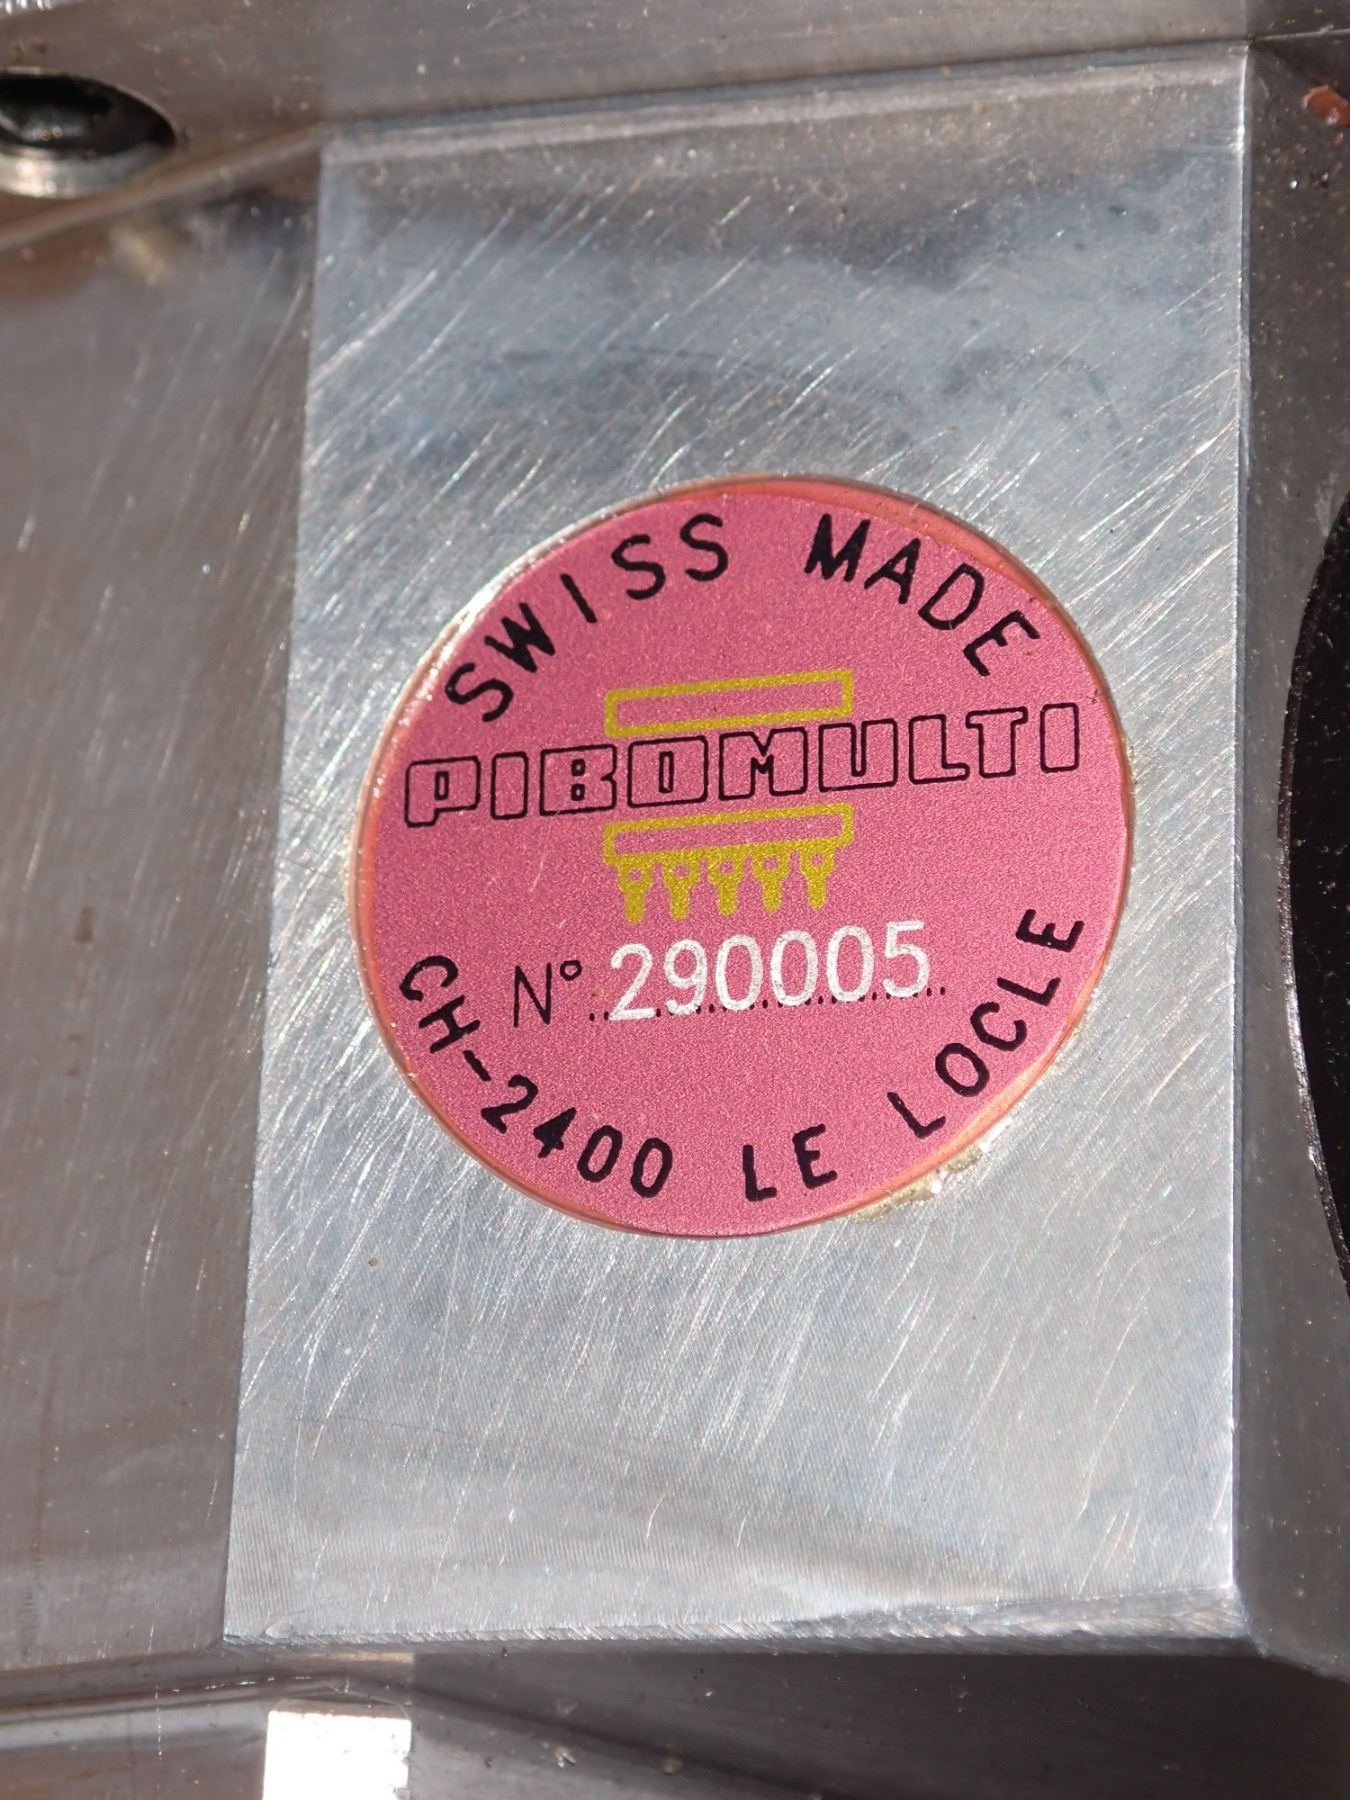 SWISS MADE
PIBOMULTI
N° 290005
CH-2400 LE LOCLE